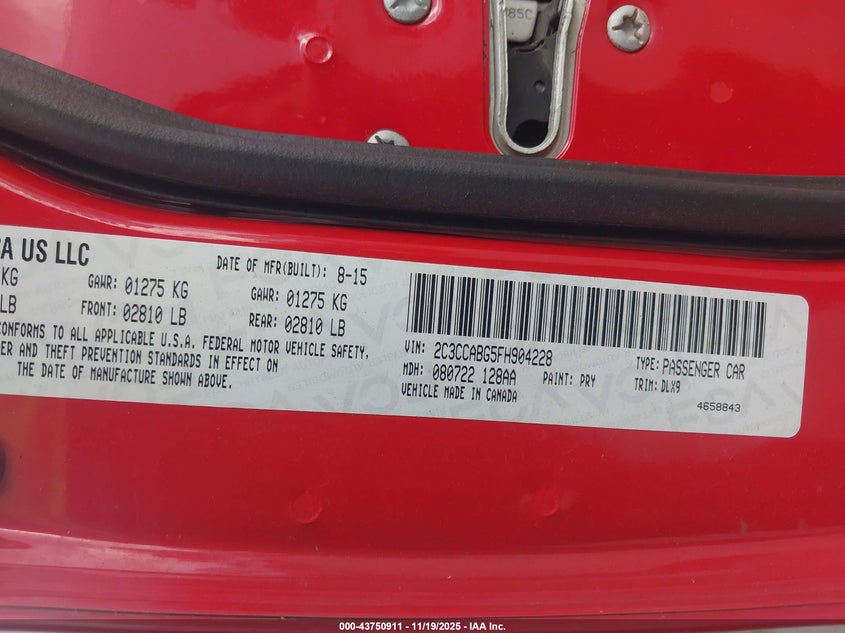 M85C
CA US LLC
DATE OF MFR(BUILT): 8-15
KG GAWR: 01275 KG GAWR: 01275 KG
LB FRONT: 02810 LB REAR: 02810 LB
CONFORMS TO ALL APPLICABLE U.S.A. FEDERAL MOTOR VEHICLE SAFETY,
ER AND THEFT PREVENTION STANDARDS IN EFFECT ON
THE DATE OF MANUFACTURE SHOWN ABOVE.
VIN: 2C3CCABG5FH904228 TYPE: PASSENGER CAR
MDH: 080722 128AA PAINT: PRY TRIM: DLX9
VEHICLE MADE IN CANADA 4658843
000-43750911 - 11/19/2025 - IAA Inc.